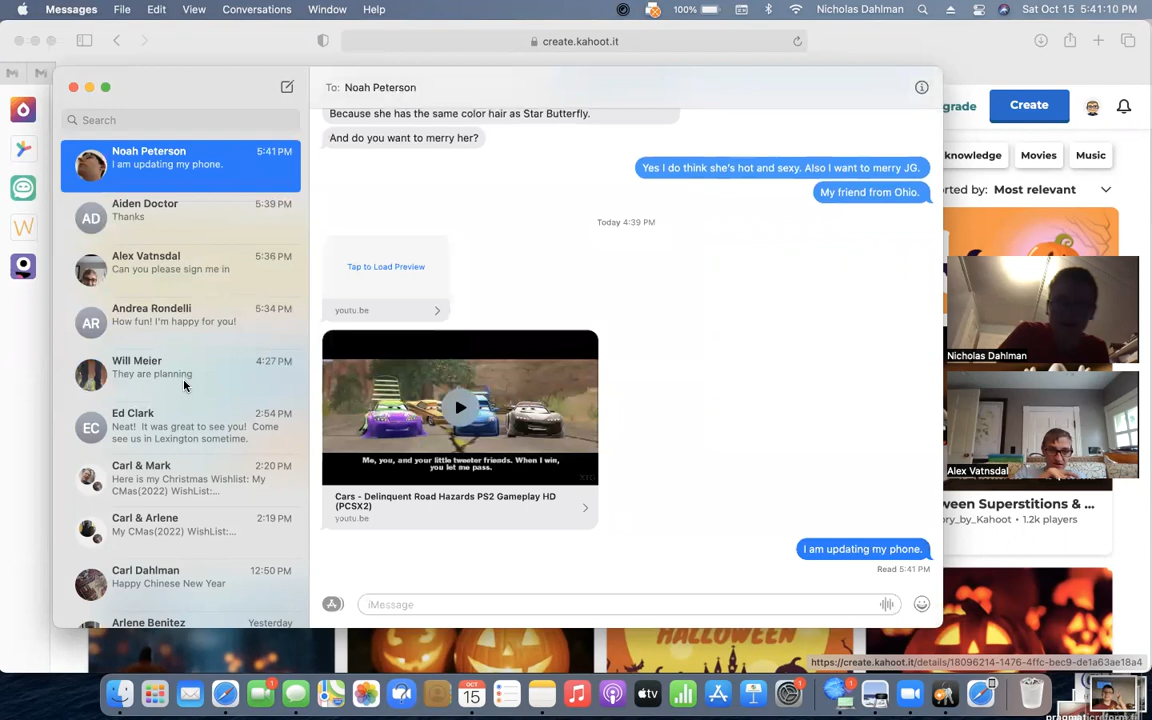 Messages File Edit View Conversations Window Help 100% Nicholas Dahlman Sat Oct 15 5:41:10 PM
create.kahoot.it
To: Noah Peterson
Search
Noah Peterson 5:41 PM
I am updating my phone.
Aiden Doctor 5:39 PM
AD
Thanks
Alex Vatnsdal 5:36 PM
Can you please sign me in
Andrea Rondelli 5:34 PM
AR
How fun! I'm happy for you!
Will Meier 4:27 PM
They are planning
Ed Clark 2:54 PM
EC
Neat! It was great to see you! Come
see us in Lexington sometime.
Carl & Mark 2:20 PM
Here is my Christmas Wishlist: My
CMas(2022) WishList:...
Carl & Arlene 2:19 PM
My CMas(2022) WishList:...
Carl Dahlman 12:50 PM
Happy Chinese New Year
Arlene Benitez Yesterday
Because she has the same color hair as Star Butterfly.
And do you want to merry her?
Yes I do think she's hot and sexy. Also I want to merry JG.
My friend from Ohio.
Today 4:39 PM
Tap to Load Preview
youtu.be
Me, you, and your little tweeter friends. When I win,
you let me pass.
Cars - Delinquent Road Hazards PS2 Gameplay HD
(PCSX2)
youtu.be
I am updating my phone.
Read 5:41 PM
iMessage
grade
Create
knowledge
Movies
Music
orted by: Most relevant
Nicholas Dahlman
Alex Vatnsdal
ween Superstitions & ...
ory_by_Kahoot • 1.2k players
HALLOWEEN
https://create.kahoot.it/details/18096214-1476-4ffc-bec9-de1a63ae18a4
1
OCT
15
1
1